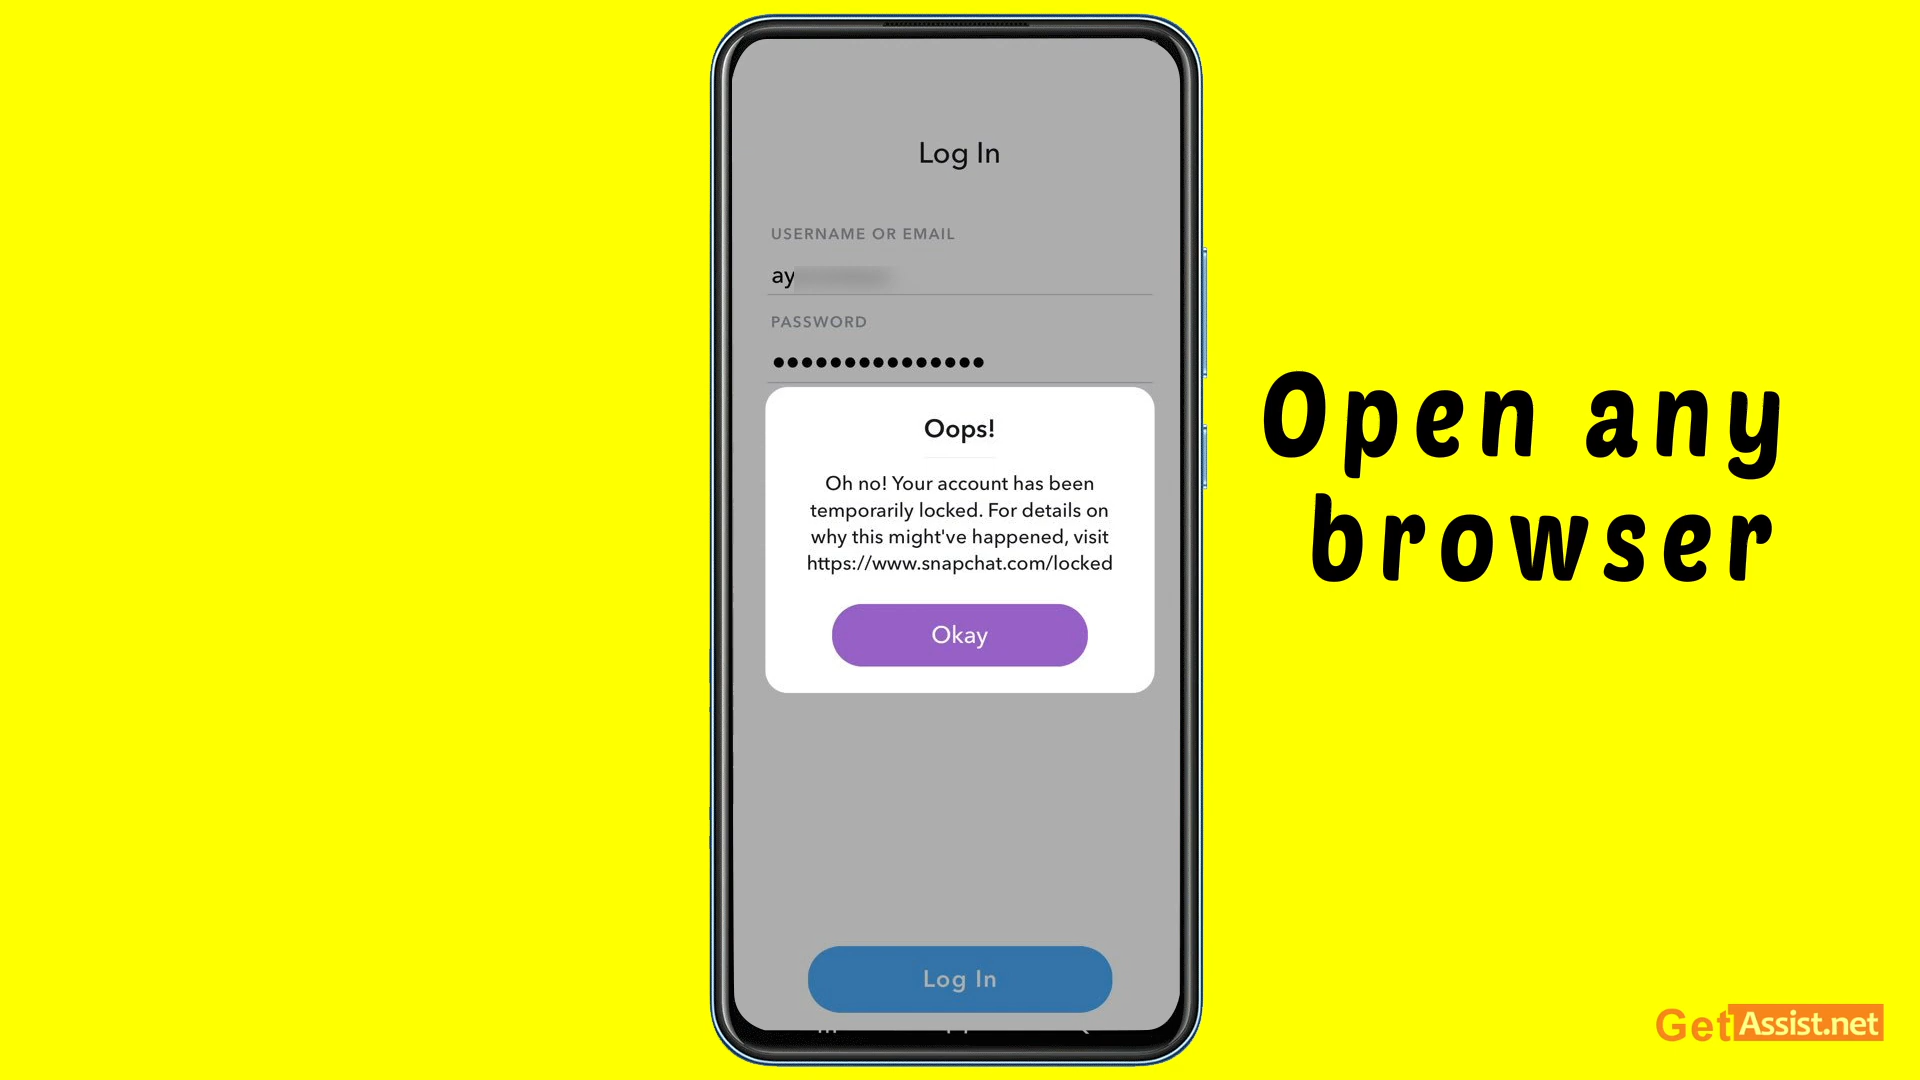 Log In
USERNAME OR EMAIL
ay
PASSWORD
Oops!
Oh no! Your account has been
temporarily locked. For details on
why this might've happened, visit
https://www.snapchat.com/locked
Okay
Log In
Open any
browser
GetAssist.net